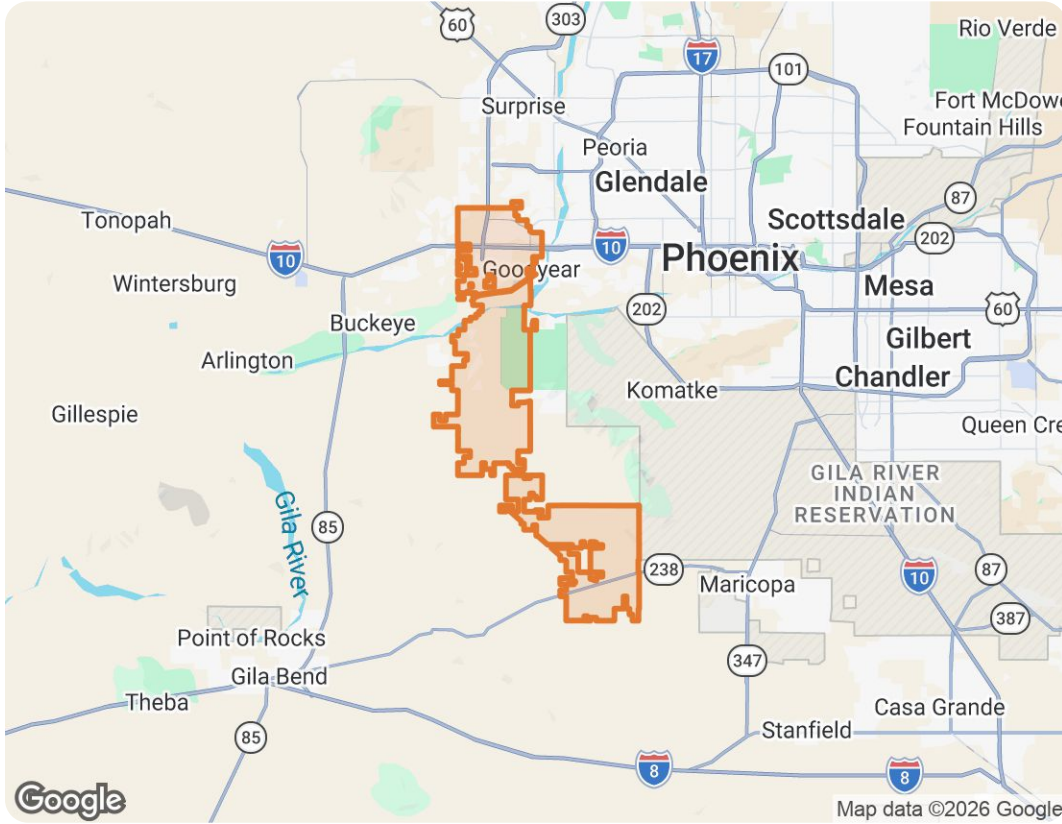 60
303
Rio Verde
17
101
Surprise
Fort McDow
Fountain Hills
Peoria
Glendale
87
Tonopah
Scottsdale
202
10
10
Phoenix
Goodyear
Wintersburg
Mesa
60
202
Buckeye
Gilbert
Arlington
Chandler
Komatke
Gillespie
Queen Cre
GILA RIVER
INDIAN
RESERVATION
Gila River
85
238
Maricopa
10
87
387
Point of Rocks
Gila Bend
347
Theba
Casa Grande
85
Stanfield
8
8
Google
Map data ©2026 Google